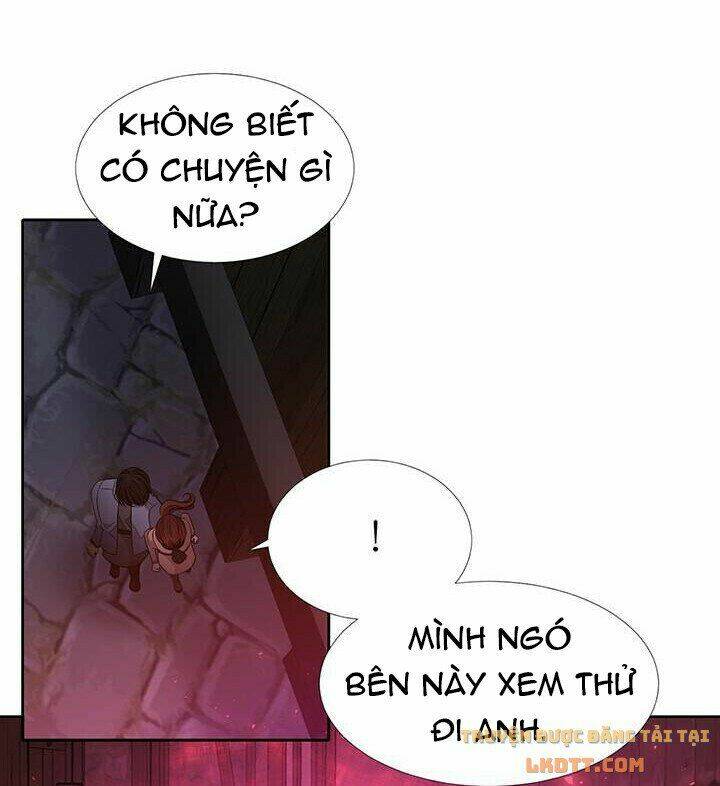 KHÔNG BIẾT
CÓ CHUYỆN GÌ
NỮA?
!
MÌNH NGÓ
BÊN NÀY XEM THỬ
ĐI ANH
TRUYỆN ĐƯỢC ĐĂNG TẢI TẠI
LKDTT.COM